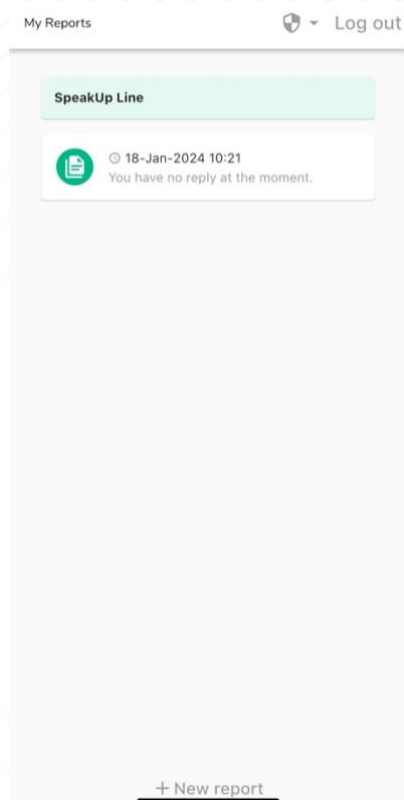 My Reports
Log out
SpeakUp Line
18-Jan-2024 10:21
You have no reply at the moment.
+ New report